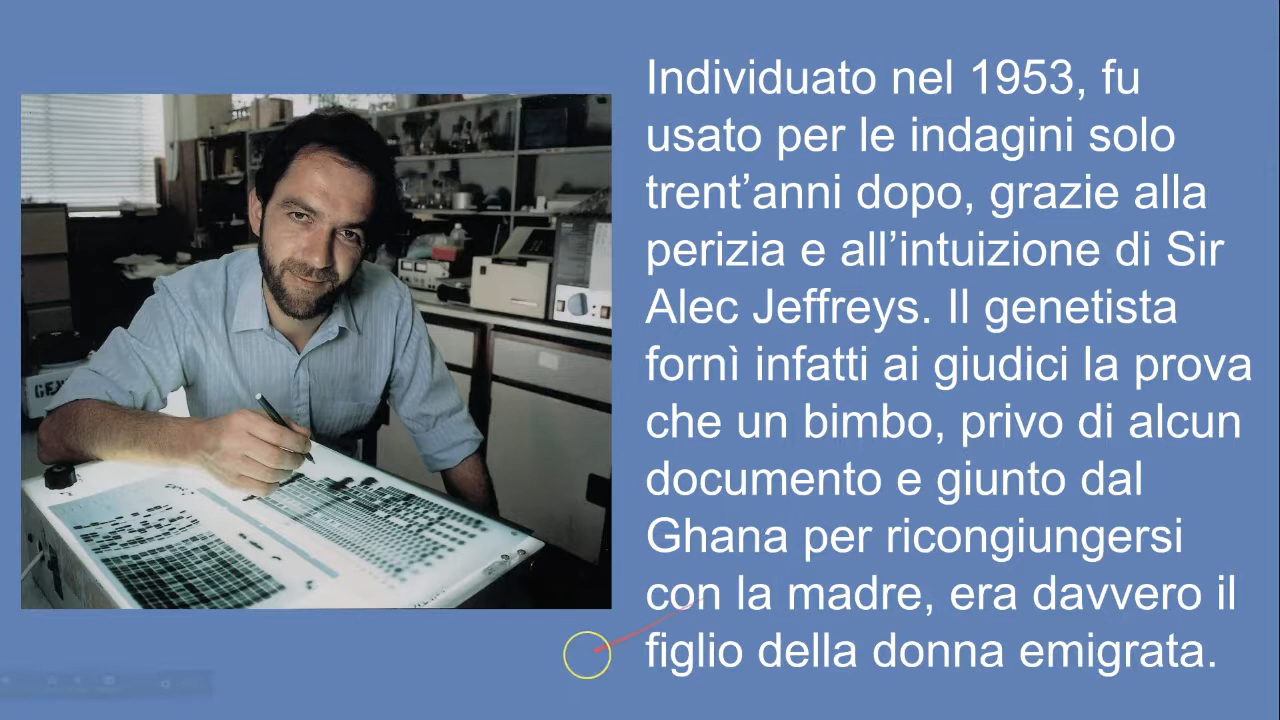 Individuato nel 1953, fu
usato per le indagini solo
trent’anni dopo, grazie alla
perizia e all’intuizione di Sir
Alec Jeffreys. Il genetista
fornì infatti ai giudici la prova
che un bimbo, privo di alcun
documento e giunto dal
Ghana per ricongiungersi
con la madre, era davvero il
figlio della donna emigrata.